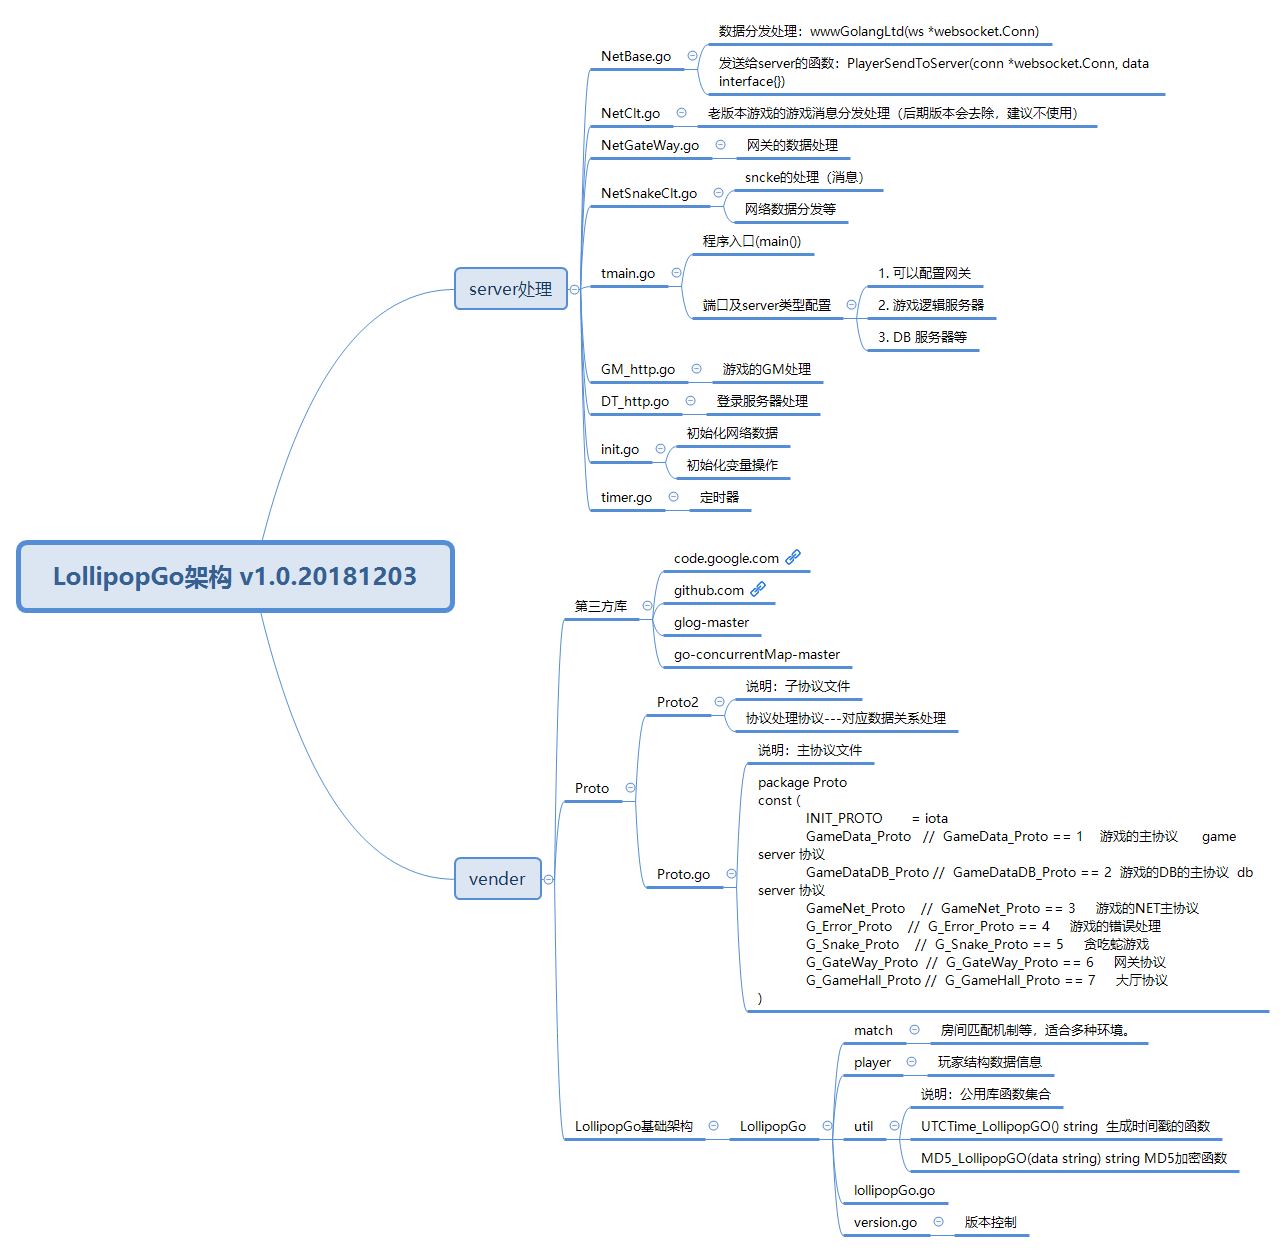 LollipopGo架构 v1.0.20181203
server处理
NetBase.go
数据分发处理：wwwGolangLtd(ws *websocket.Conn)
发送给server的函数：PlayerSendToServer(conn *websocket.Conn, data
interface{})
NetClt.go
老版本游戏的游戏消息分发处理（后期版本会去除，建议不使用）
NetGateWay.go
网关的数据处理
NetSnakeClt.go
sncke的处理（消息）
网络数据分发等
tmain.go
程序入口(main())
端口及server类型配置
1. 可以配置网关
2. 游戏逻辑服务器
3. DB 服务器等
GM_http.go
游戏的GM处理
DT_http.go
登录服务器处理
init.go
初始化网络数据
初始化变量操作
timer.go
定时器
vender
第三方库
code.google.com
github.com
glog-master
go-concurrentMap-master
Proto
Proto2
说明：子协议文件
协议处理协议---对应数据关系处理
Proto.go
说明：主协议文件
package Proto
const (
INIT_PROTO = iota
GameData_Proto // GameData_Proto == 1 游戏的主协议 game
server 协议
GameDataDB_Proto // GameDataDB_Proto == 2 游戏的DB的主协议 db
server 协议
GameNet_Proto // GameNet_Proto == 3 游戏的NET主协议
G_Error_Proto // G_Error_Proto == 4 游戏的错误处理
G_Snake_Proto // G_Snake_Proto == 5 贪吃蛇游戏
G_GateWay_Proto // G_GateWay_Proto == 6 网关协议
G_GameHall_Proto // G_GameHall_Proto == 7 大厅协议
)
LollipopGo基础架构
LollipopGo
match
房间匹配机制等，适合多种环境。
player
玩家结构数据信息
util
说明：公用库函数集合
UTCTime_LollipopGO() string 生成时间戳的函数
MD5_LollipopGO(data string) string MD5加密函数
lollipopGo.go
version.go
版本控制